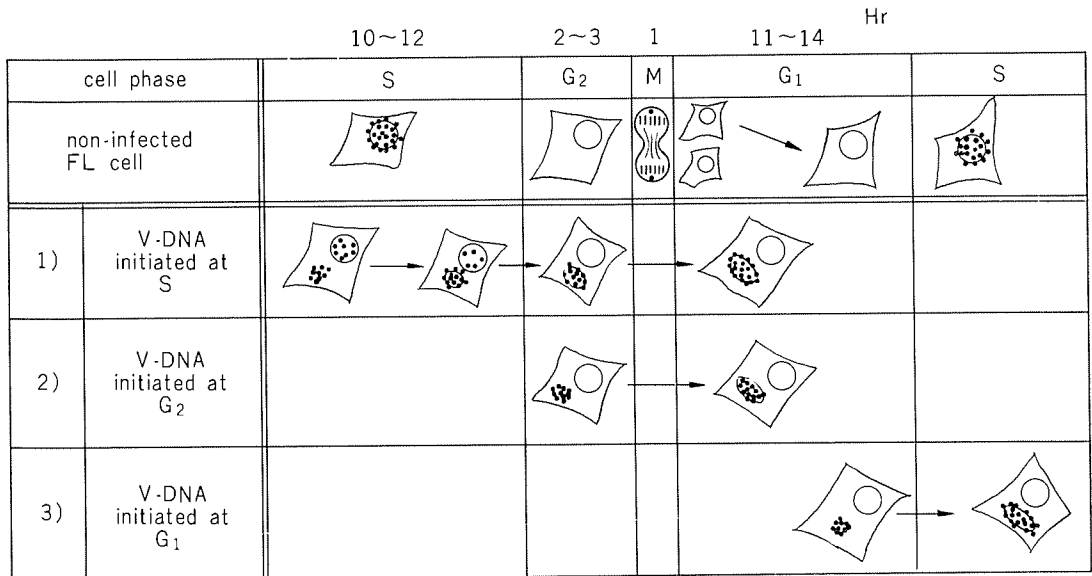 Hr
10~12 2~3 1 11~14
cell phase S G₂ M G₁ S
non-infected
FL cell
1) V-DNA
initiated at
S
2) V-DNA
initiated at
G₂
3) V-DNA
initiated at
G₁